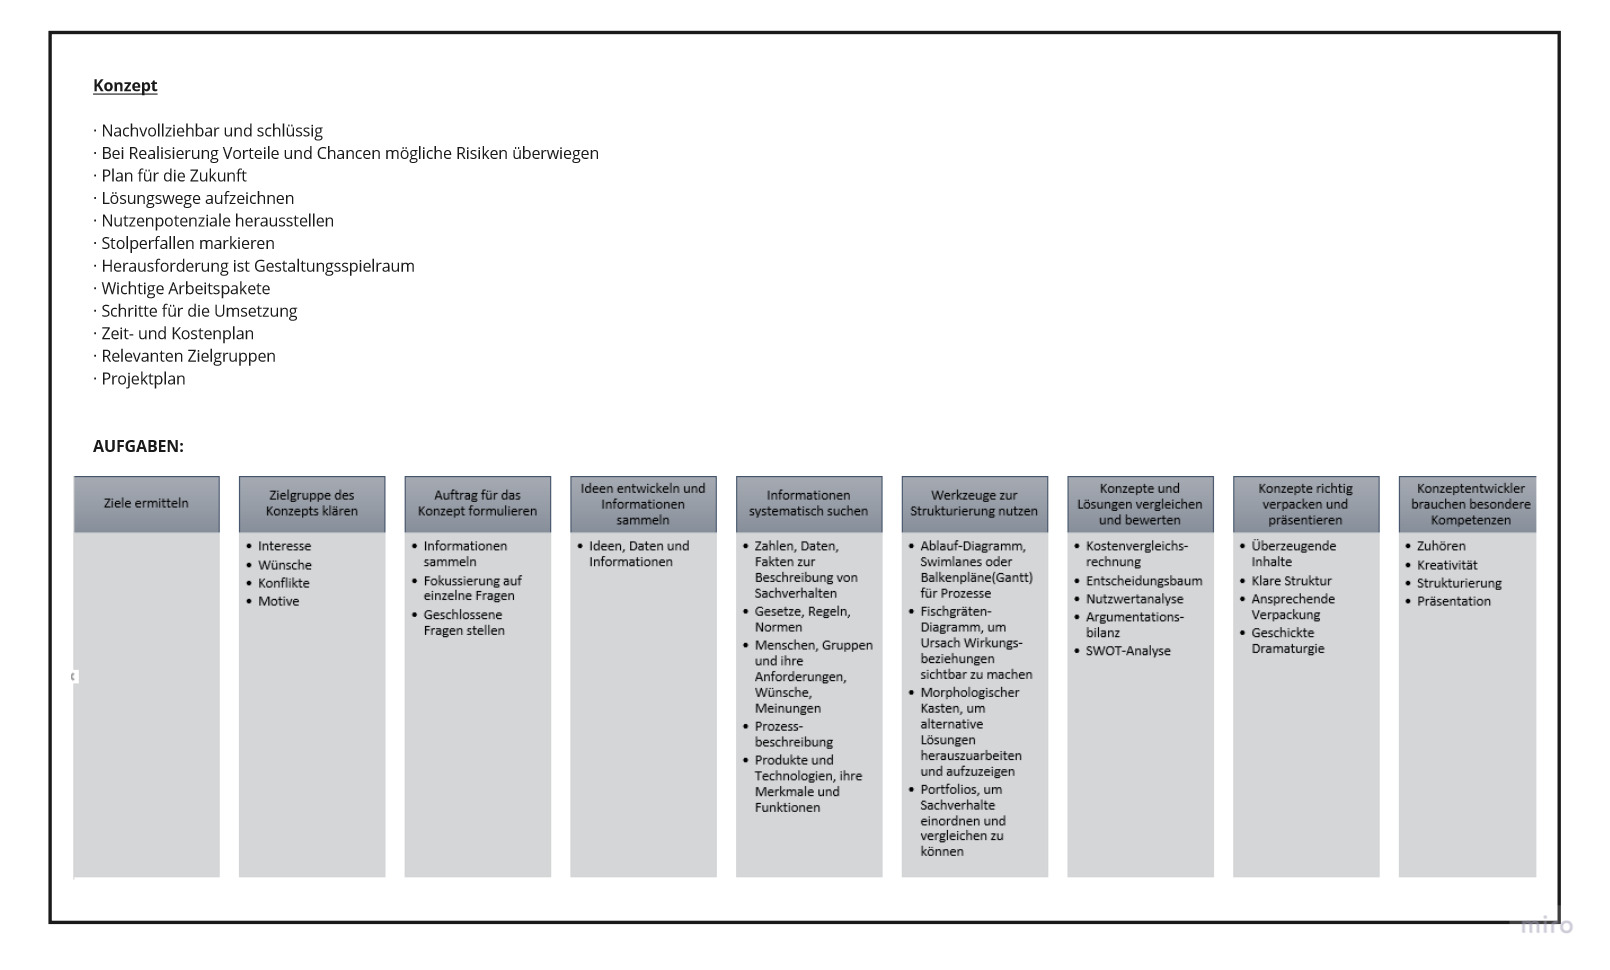 Konzept
· Nachvollziehbar und schlüssig
· Bei Realisierung Vorteile und Chancen mögliche Risiken überwiegen
· Plan für die Zukunft
· Lösungswege aufzeichnen
· Nutzenpotenziale herausstellen
· Stolperfallen markieren
· Herausforderung ist Gestaltungsspielraum
· Wichtige Arbeitspakete
· Schritte für die Umsetzung
· Zeit- und Kostenplan
· Relevanten Zielgruppen
· Projektplan
AUFGABEN:
Ziele ermitteln
Zielgruppe des
Konzepts klären
• Interesse
• Wünsche
• Konflikte
• Motive
Auftrag für das
Konzept formulieren
• Informationen
sammeln
• Fokussierung auf
einzelne Fragen
• Geschlossene
Fragen stellen
Ideen entwickeln und
Informationen
sammeln
• Ideen, Daten und
Informationen
Informationen
systematisch suchen
• Zahlen, Daten,
Fakten zur
Beschreibung von
Sachverhalten
• Gesetze, Regeln,
Normen
• Menschen, Gruppen
und ihre
Anforderungen,
Wünsche,
Meinungen
• Prozess-
beschreibung
• Produkte und
Technologien, ihre
Merkmale und
Funktionen
Werkzeuge zur
Strukturierung nutzen
• Ablauf-Diagramm,
Swimlanes oder
Balkenpläne(Gantt)
für Prozesse
• Fischgräten-
Diagramm, um
Ursach Wirkungs-
beziehungen
sichtbar zu machen
• Morphologischer
Kasten, um
alternative
Lösungen
herauszuarbeiten
und aufzuzeigen
• Portfolios, um
Sachverhalte
einordnen und
vergleichen zu
können
Konzepte und
Lösungen vergleichen
und bewerten
• Kostenvergleichs-
rechnung
• Entscheidungsbaum
• Nutzwertanalyse
• Argumentations-
bilanz
• SWOT-Analyse
Konzepte richtig
verpacken und
präsentieren
• Überzeugende
Inhalte
• Klare Struktur
• Ansprechende
Verpackung
• Geschickte
Dramaturgie
Konzeptentwickler
brauchen besondere
Kompetenzen
• Zuhören
• Kreativität
• Strukturierung
• Präsentation
miro